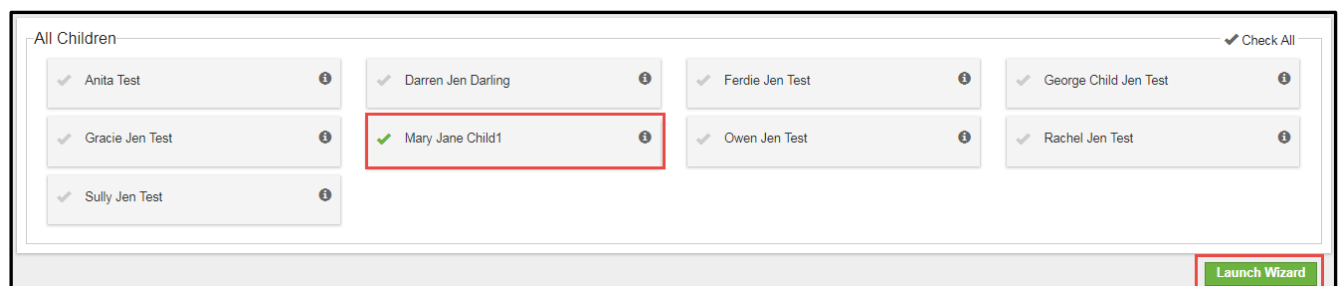 All Children
Check All
Anita Test
Darren Jen Darling
Ferdie Jen Test
George Child Jen Test
Gracie Jen Test
Mary Jane Child1
Owen Jen Test
Rachel Jen Test
Sully Jen Test
Launch Wizard